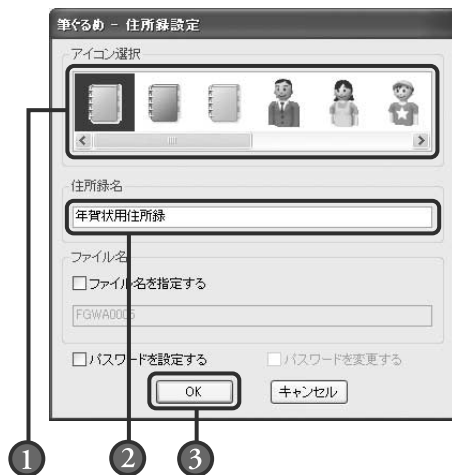 筆ぐるめ - 住所録設定
アイコン選択
住所録名
年賀状用住所録
ファイル名
□ファイル名を指定する
FGWA0005
□パスワードを設定する □パスワードを変更する
OK キャンセル
1 2 3